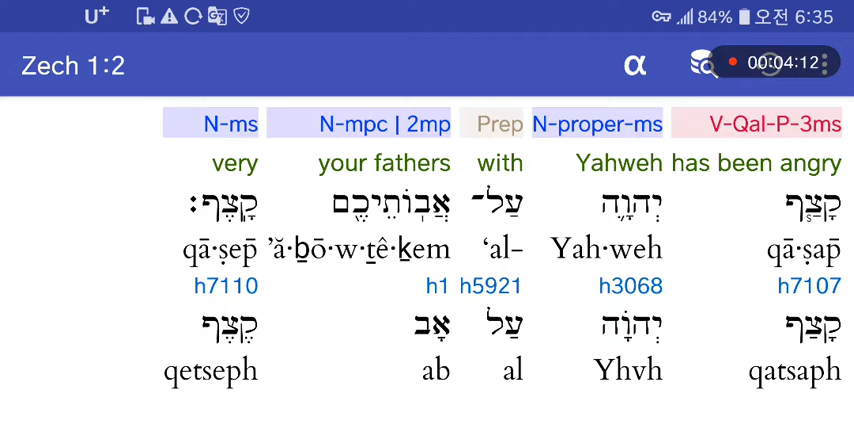 U+ 84% 오전 6:35
Zech 1:2 α 00:04:12
N-ms N-mpc | 2mp Prep N-proper-ms V-Qal-P-3ms
very your fathers with Yahweh has been angry
קָצַ֧ף יְהוָ֛ה עַל־ אֲבֽוֹתֵיכֶ֖ם קָֽצֶף׃
qā·ṣep̄ ’ă·ḇō·w·ṯê·ḵem ‘al- Yah·weh qā·ṣap̄
h7110 h1 h5921 h3068 h7107
קָצַף יְהוָֹה עַל אָב קֶצֶף
qetseph ab al Yhvh qatsaph